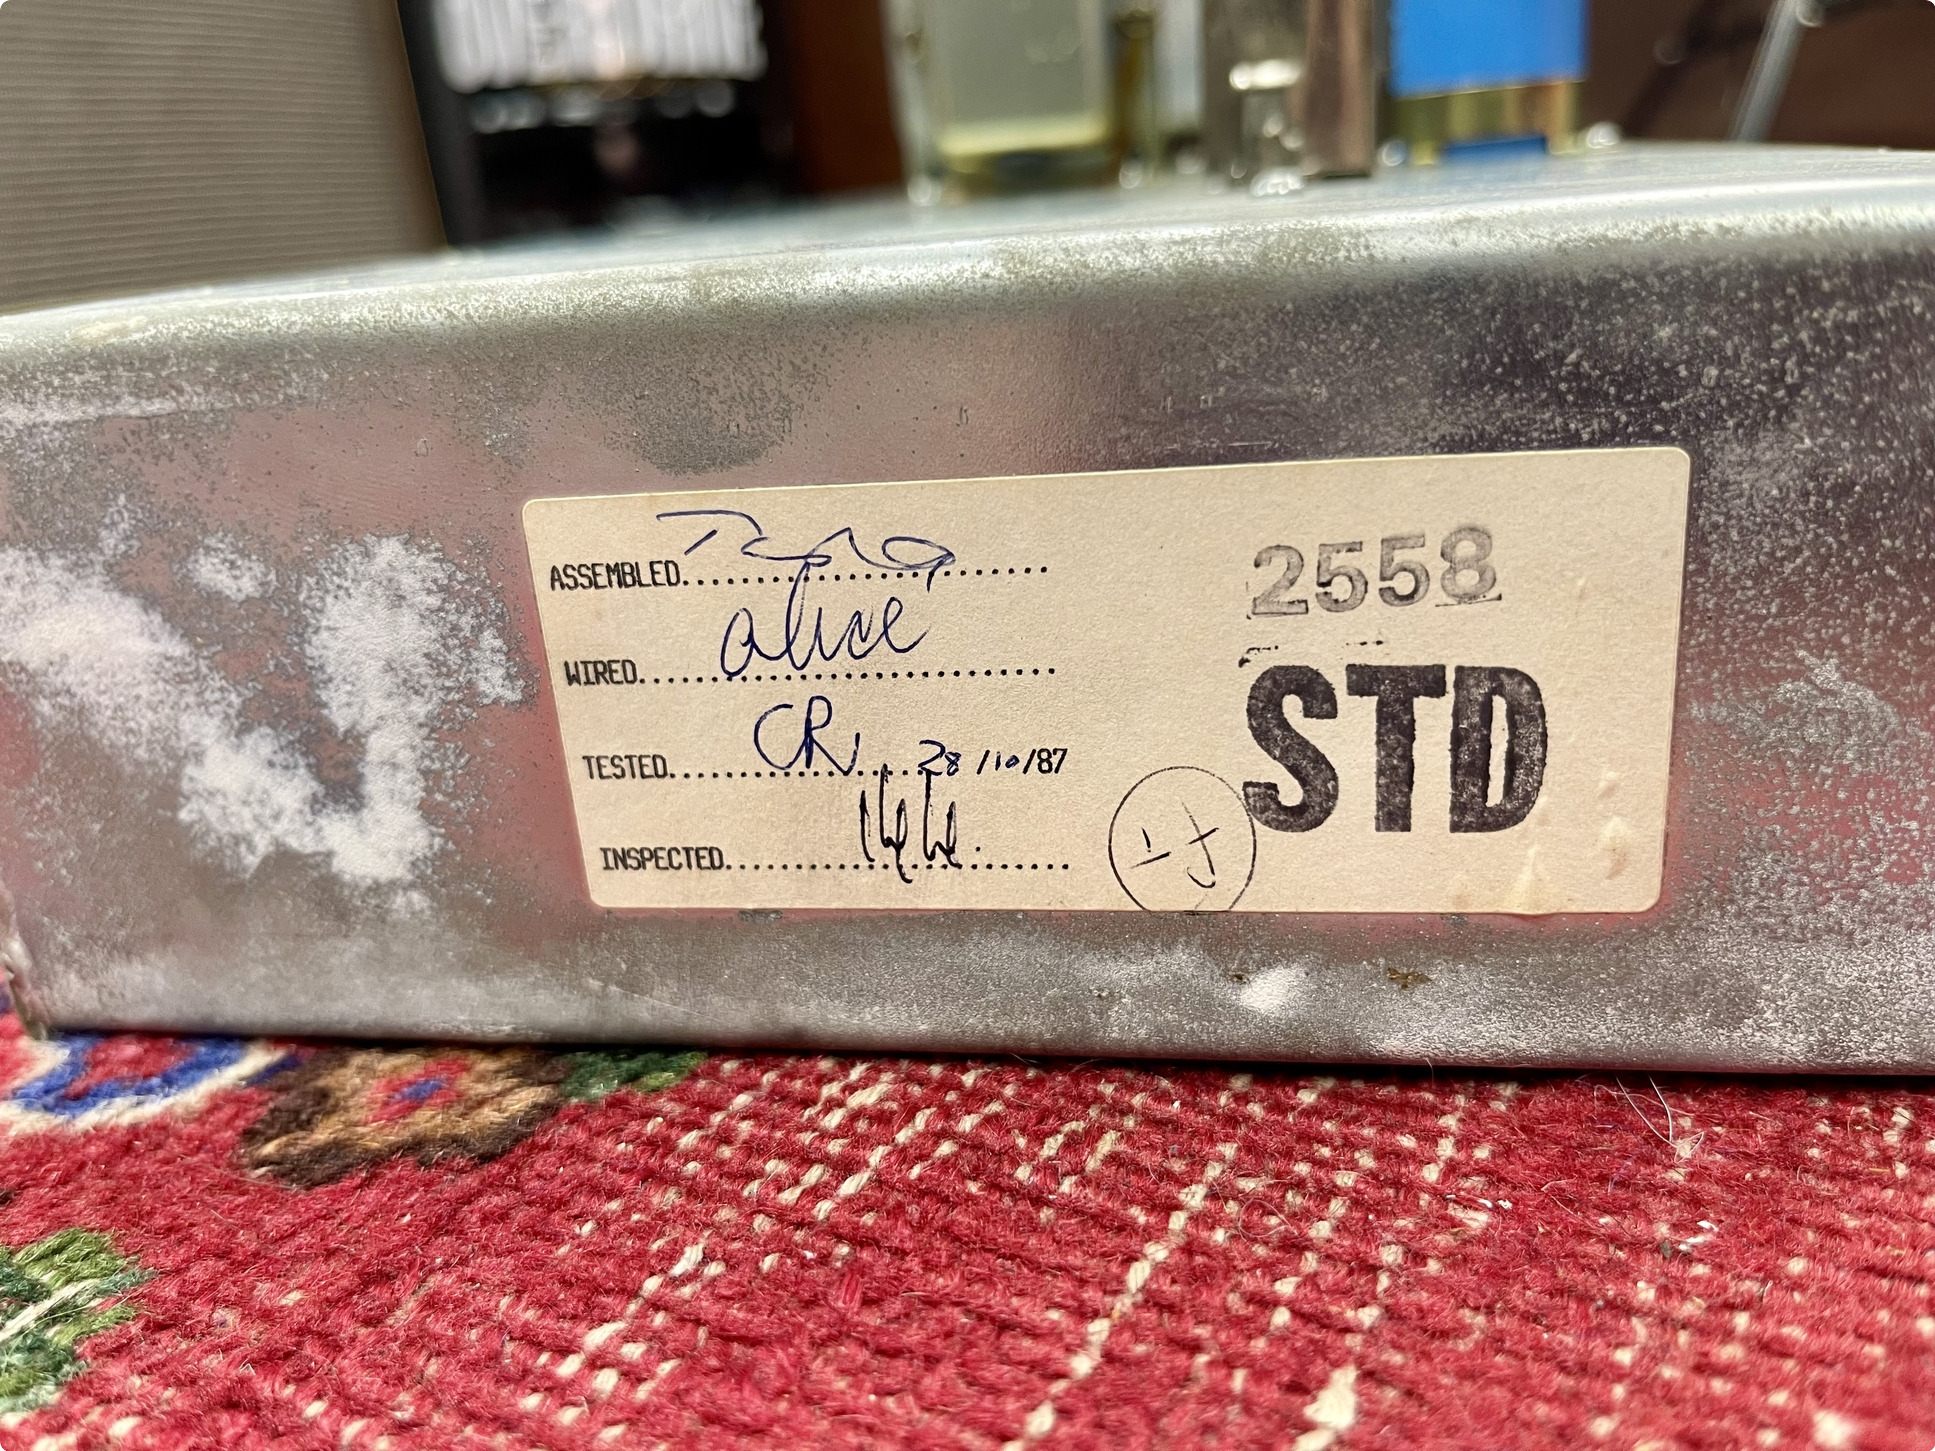 ASSEMBLED..............................
WIRED.............................. alice
TESTED.................... CR 28/10/87
INSPECTED..............................
2558
STD